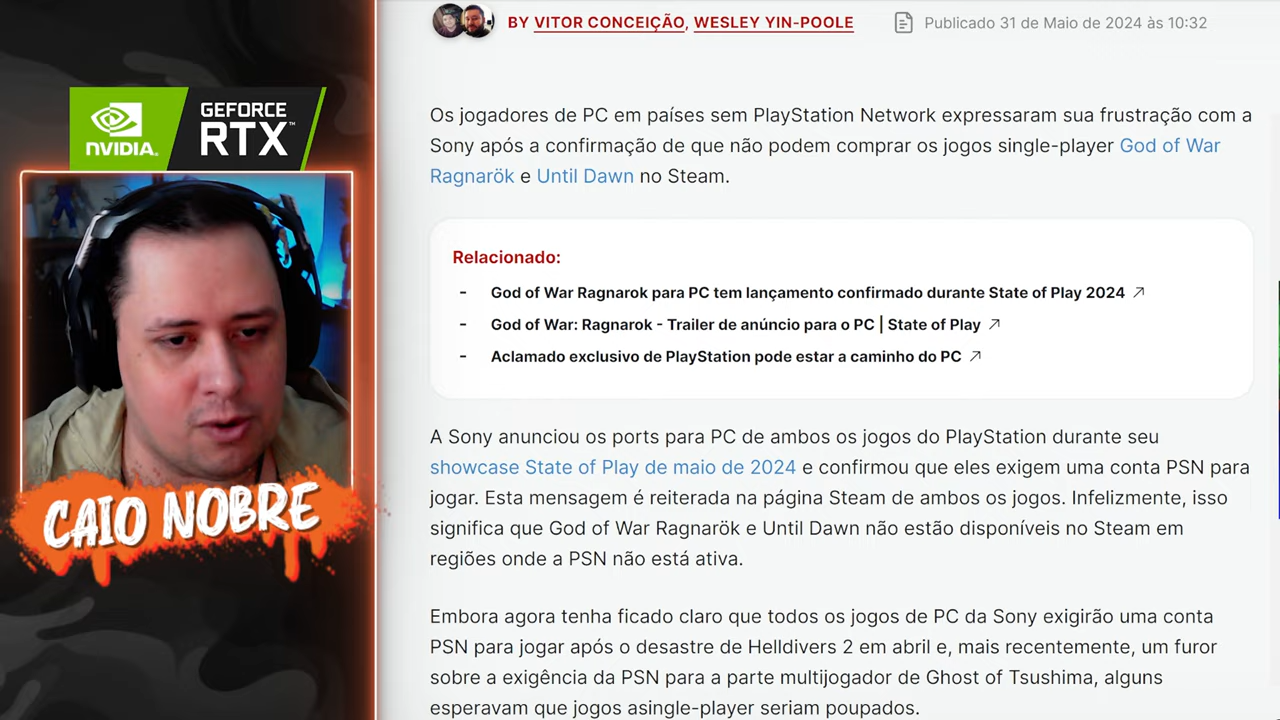 BY VITOR CONCEIÇÃO, WESLEY YIN-POOLE
Publicado 31 de Maio de 2024 às 10:32
NVIDIA.
GEFORCE
RTX™
CAIO NOBRE
Os jogadores de PC em países sem PlayStation Network expressaram sua frustração com a
Sony após a confirmação de que não podem comprar os jogos single-player God of War
Ragnarök e Until Dawn no Steam.
Relacionado:
- God of War Ragnarok para PC tem lançamento confirmado durante State of Play 2024
- God of War: Ragnarok - Trailer de anúncio para o PC | State of Play
- Aclamado exclusivo de PlayStation pode estar a caminho do PC
A Sony anunciou os ports para PC de ambos os jogos do PlayStation durante seu
showcase State of Play de maio de 2024 e confirmou que eles exigem uma conta PSN para
jogar. Esta mensagem é reiterada na página Steam de ambos os jogos. Infelizmente, isso
significa que God of War Ragnarök e Until Dawn não estão disponíveis no Steam em
regiões onde a PSN não está ativa.
Embora agora tenha ficado claro que todos os jogos de PC da Sony exigirão uma conta
PSN para jogar após o desastre de Helldivers 2 em abril e, mais recentemente, um furor
sobre a exigência da PSN para a parte multijogador de Ghost of Tsushima, alguns
esperavam que jogos asingle-player seriam poupados.